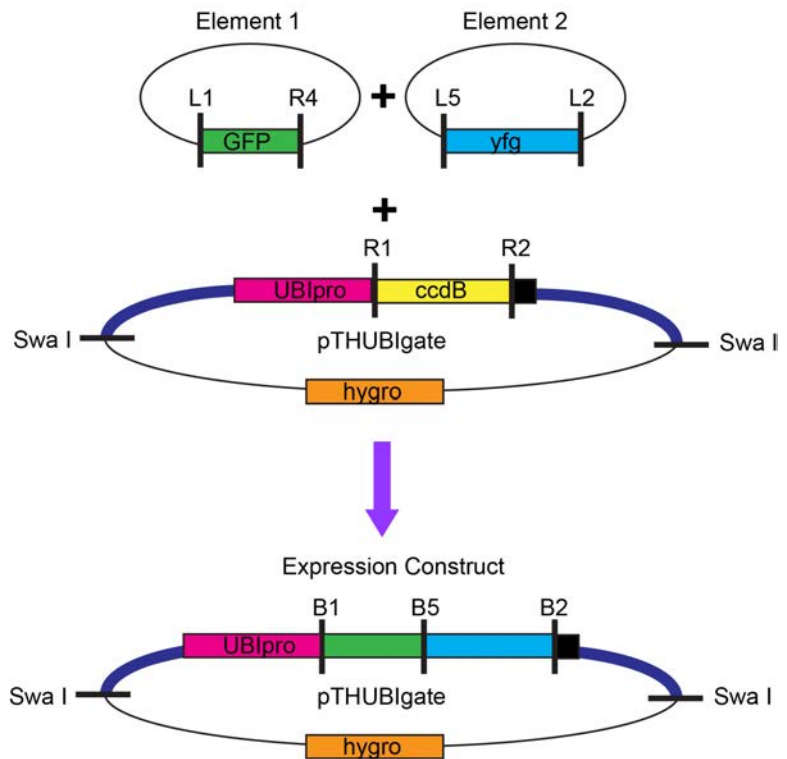 Element 1 Element 2
L1 R4 + L5 L2
GFP yfg
+
R1 R2
UBIpro ccdB
Swa I pTHUBIgate Swa I
hygro
Expression Construct
B1 B5 B2
UBIpro
Swa I pTHUBIgate Swa I
hygro